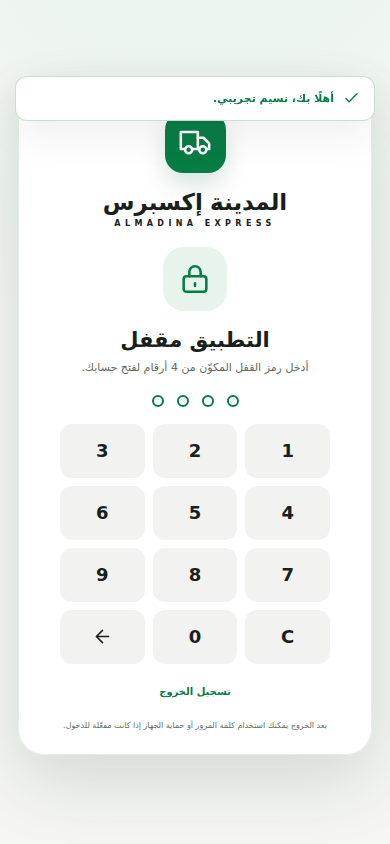 أهلًا بك، نسيم تجريبي.
المدينة إكسبرس
ALMADINA EXPRESS
التطبيق مقفل
أدخل رمز القفل المكوّن من 4 أرقام لفتح حسابك.
1 2 3
4 5 6
7 8 9
C 0 ←
تسجيل الخروج
بعد الخروج يمكنك استخدام كلمة المرور أو حماية الجهاز إذا كانت مفعّلة للدخول.